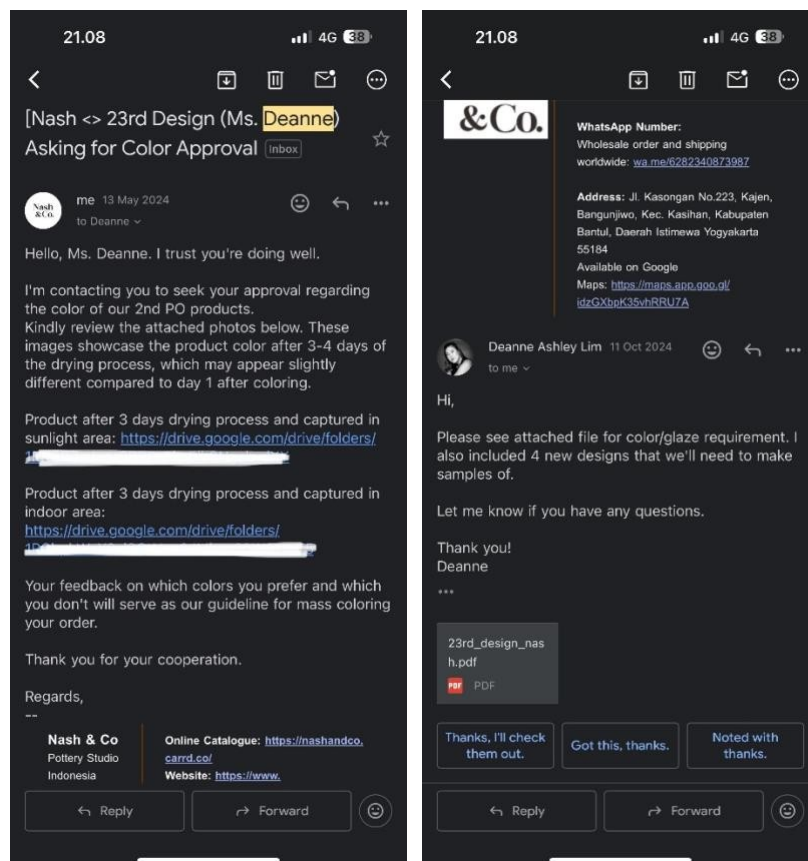 21.08
4G 38
[Nash <> 23rd Design (Ms. Deanne)
Asking for Color Approval Inbox
Nash
&Co.
me 13 May 2024
to Deanne
Hello, Ms. Deanne. I trust you're doing well.
I'm contacting you to seek your approval regarding
the color of our 2nd PO products.
Kindly review the attached photos below. These
images showcase the product color after 3-4 days of
the drying process, which may appear slightly
different compared to day 1 after coloring.
Product after 3 days drying process and captured in
sunlight area: https://drive.google.com/drive/folders/
Product after 3 days drying process and captured in
indoor area:
https://drive.google.com/drive/folders/
Your feedback on which colors you prefer and which
you don't will serve as our guideline for mass coloring
your order.
Thank you for your cooperation.
Regards,
--
Nash & Co
Pottery Studio
Indonesia
Online Catalogue: https://nashandco.
carrd.co/
Website: https://www.
Reply
Forward
21.08
4G 38
&Co.
WhatsApp Number:
Wholesale order and shipping
worldwide: wa.me/6282340873987
Address: Jl. Kasongan No.223, Kajen,
Bangunjiwo, Kec. Kasihan, Kabupaten
Bantul, Daerah Istimewa Yogyakarta
55184
Available on Google
Maps: https://maps.app.goo.gl/
idzGXbpK35vhRRU7A
Deanne Ashley Lim 11 Oct 2024
to me
Hi,
Please see attached file for color/glaze requirement. I
also included 4 new designs that we'll need to make
samples of.
Let me know if you have any questions.
Thank you!
Deanne
23rd_design_nas
h.pdf
PDF PDF
Thanks, I'll check
them out.
Got this, thanks.
Noted with
thanks.
Reply
Forward